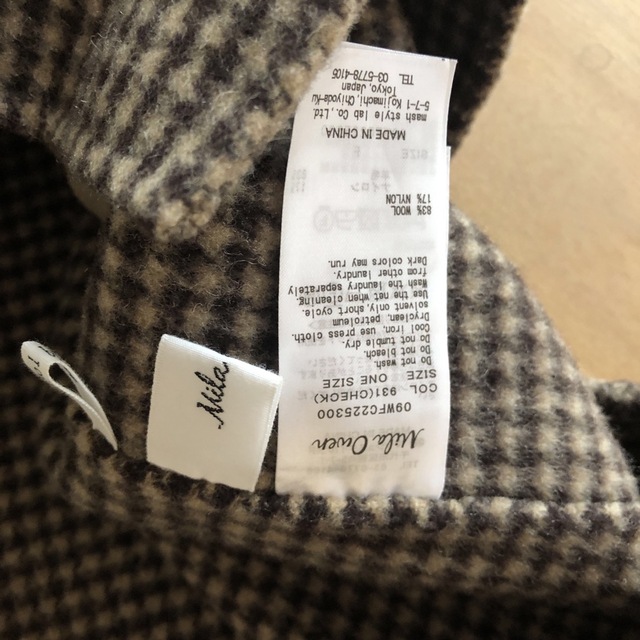 Mila Owen
09WFC225300
COL 931(CHECK)
SIZE ONE SIZE
Do not wash.
Do not bleach.
Do not tumble dry.
Cool iron, use press cloth.
Dryclean, petroleum
solvent only, short cycle.
Use the net when cleaning
Wash the laundry separately
from other laundry.
Dark colors may run.
83% WOOL
17% NYLON
MADE IN CHINA
mash style lab Co., Ltd.
5-7-1 Kojimachi, Chiyoda-Ku
Tokyo, Japan
TEL 03-5778-4105
Mila